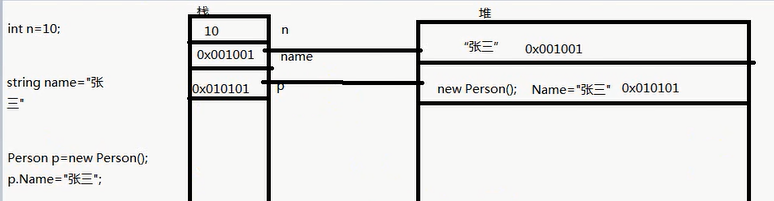 栈
堆
int n=10;
10
n
“张三”
0x001001
0x001001
name
string name="张
三"
0x010101
p
new Person();
Name="张三"
0x010101
Person p=new Person();
p.Name="张三";